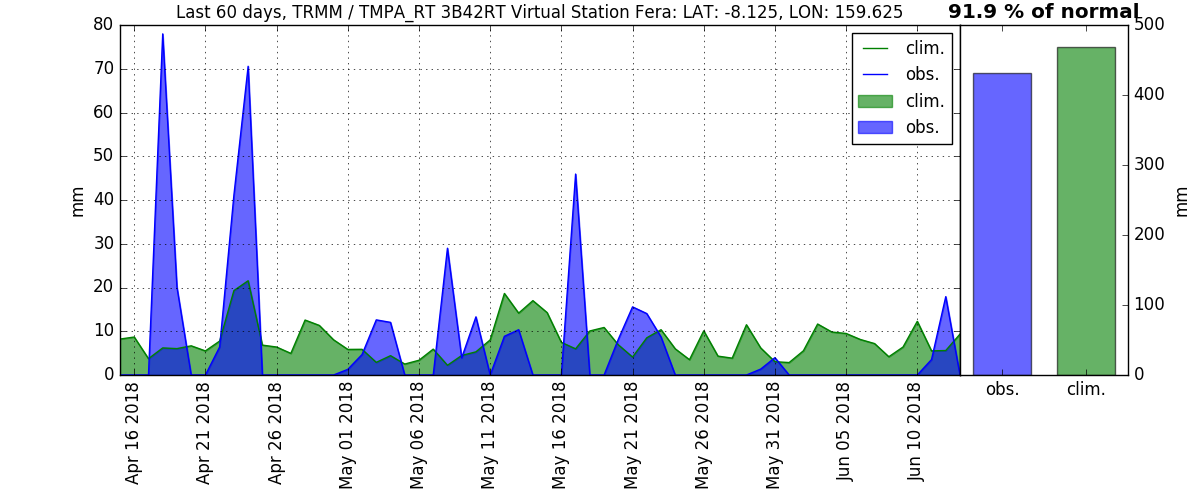 Last 60 days, TRMM / TMPA_RT 3B42RT Virtual Station Fera: LAT: -8.125, LON: 159.625
91.9 % of normal
80
70
60
50
40
30
20
10
0
mm
clim.
obs.
clim.
obs.
Apr 16 2018
Apr 21 2018
Apr 26 2018
May 01 2018
May 06 2018
May 11 2018
May 16 2018
May 21 2018
May 26 2018
May 31 2018
Jun 05 2018
Jun 10 2018
500
400
300
200
100
0
mm
obs.
clim.